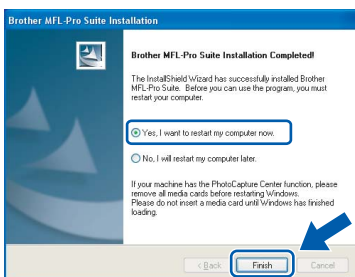 Brother MFL-Pro Suite Installation
Brother MFL-Pro Suite Installation Completed!
The InstallShield Wizard has successfully installed Brother
MFL-Pro Suite. Before you can use the program, you must
restart your computer.
Yes, I want to restart my computer now.
No, I will restart my computer later.
If your machine has the PhotoCapture Center function, please
remove all media cards before restarting Windows.
Please do not insert a media card until Windows has finished
loading.
< Back Finish Cancel